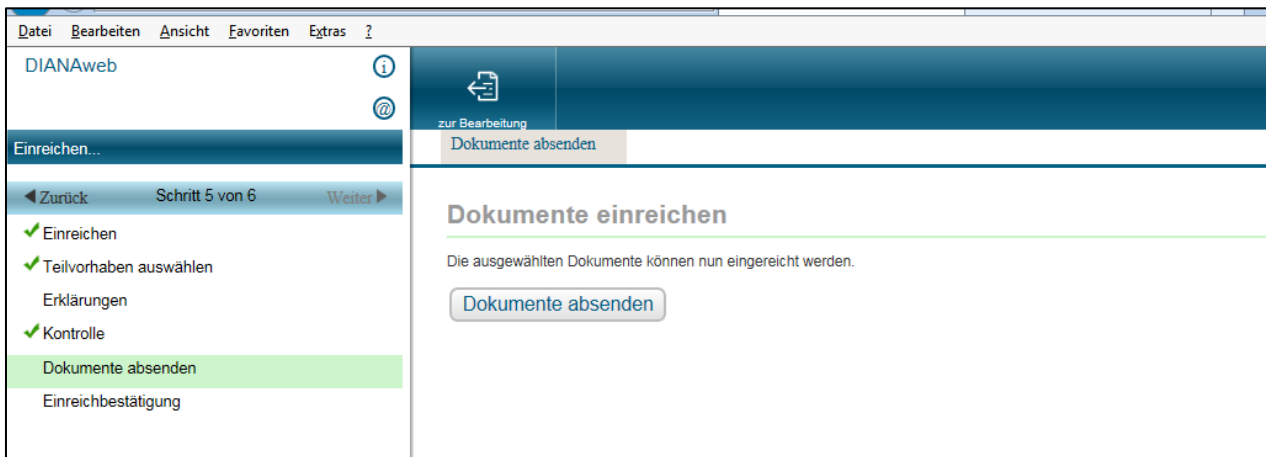 Datei Bearbeiten Ansicht Favoriten Extras ?
DIANAweb
zur Bearbeitung
Einreichen...
Dokumente absenden
Zurück Schritt 5 von 6 Weiter
Einreichen
Teilvorhaben auswählen
Erklärungen
Kontrolle
Dokumente absenden
Einreichbestätigung
Dokumente einreichen
Die ausgewählten Dokumente können nun eingereicht werden.
Dokumente absenden